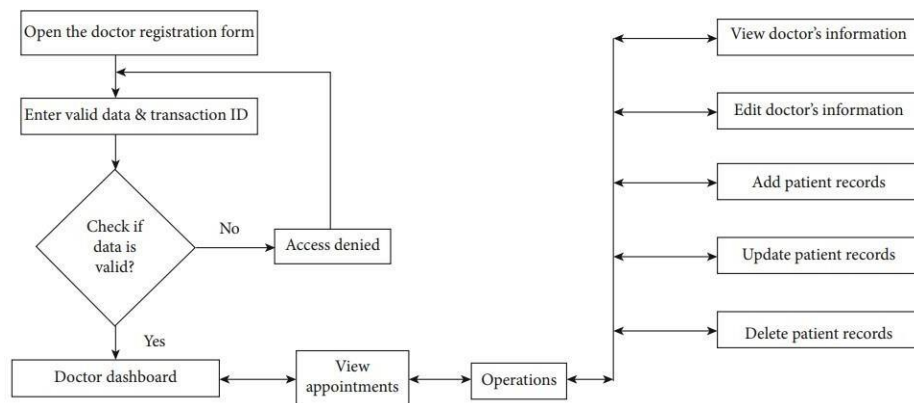 Open the doctor registration form
Enter valid data & transaction ID
Check if
data is
valid?
No
Access denied
Yes
Doctor dashboard
View
appointments
Operations
View doctor's information
Edit doctor's information
Add patient records
Update patient records
Delete patient records